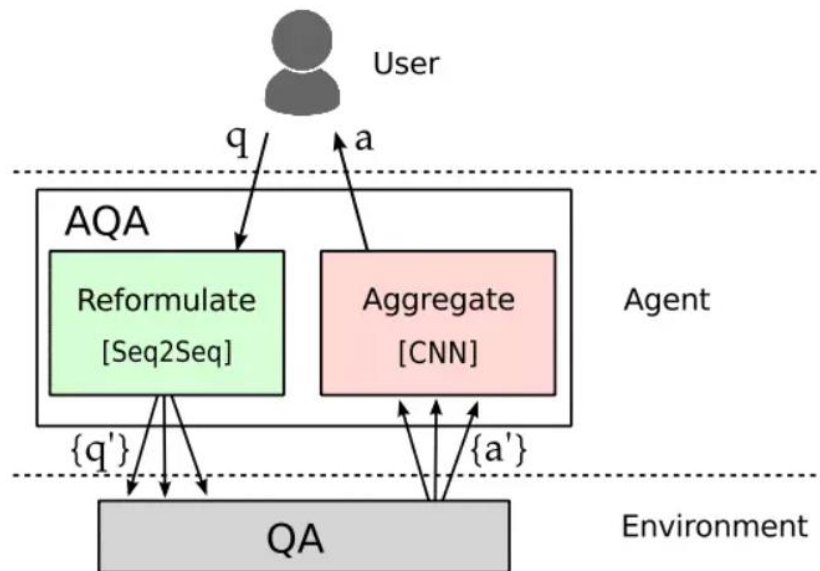 User
q
a
AQA
Reformulate
[Seq2Seq]
Aggregate
[CNN]
Agent
{q'}
{a'}
QA
Environment